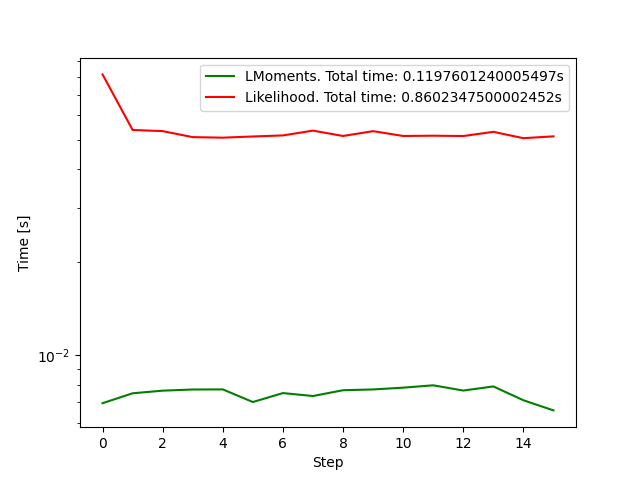 LMoments. Total time: 0.1197601240005497s
Likelihood. Total time: 0.8602347500002452s
Time [s]
10⁻²
0 2 4 6 8 10 12 14
Step